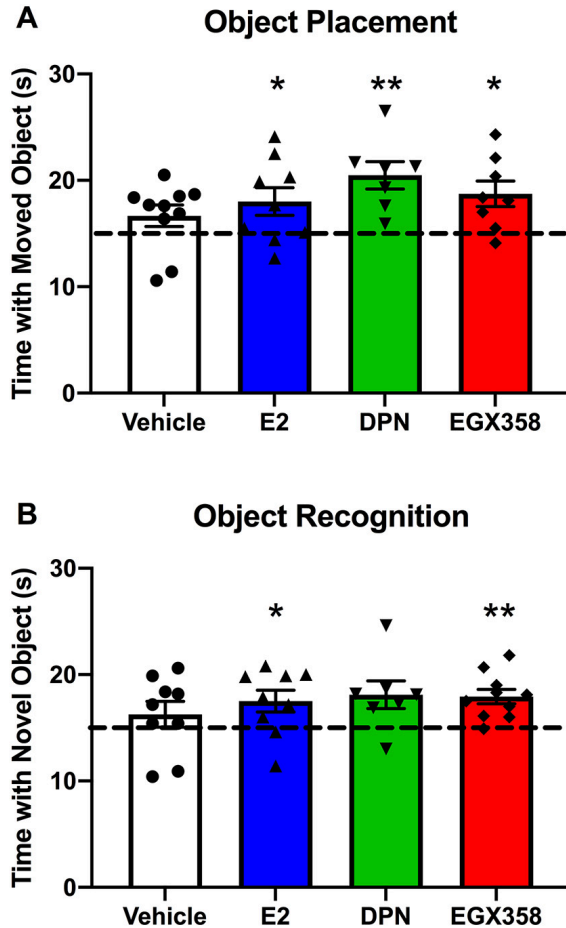 A
Object Placement
Time with Moved Object (s)
30
20
10
0
*
**
*
Vehicle
E2
DPN
EGX358
B
Object Recognition
Time with Novel Object (s)
30
20
10
0
*
**
Vehicle
E2
DPN
EGX358